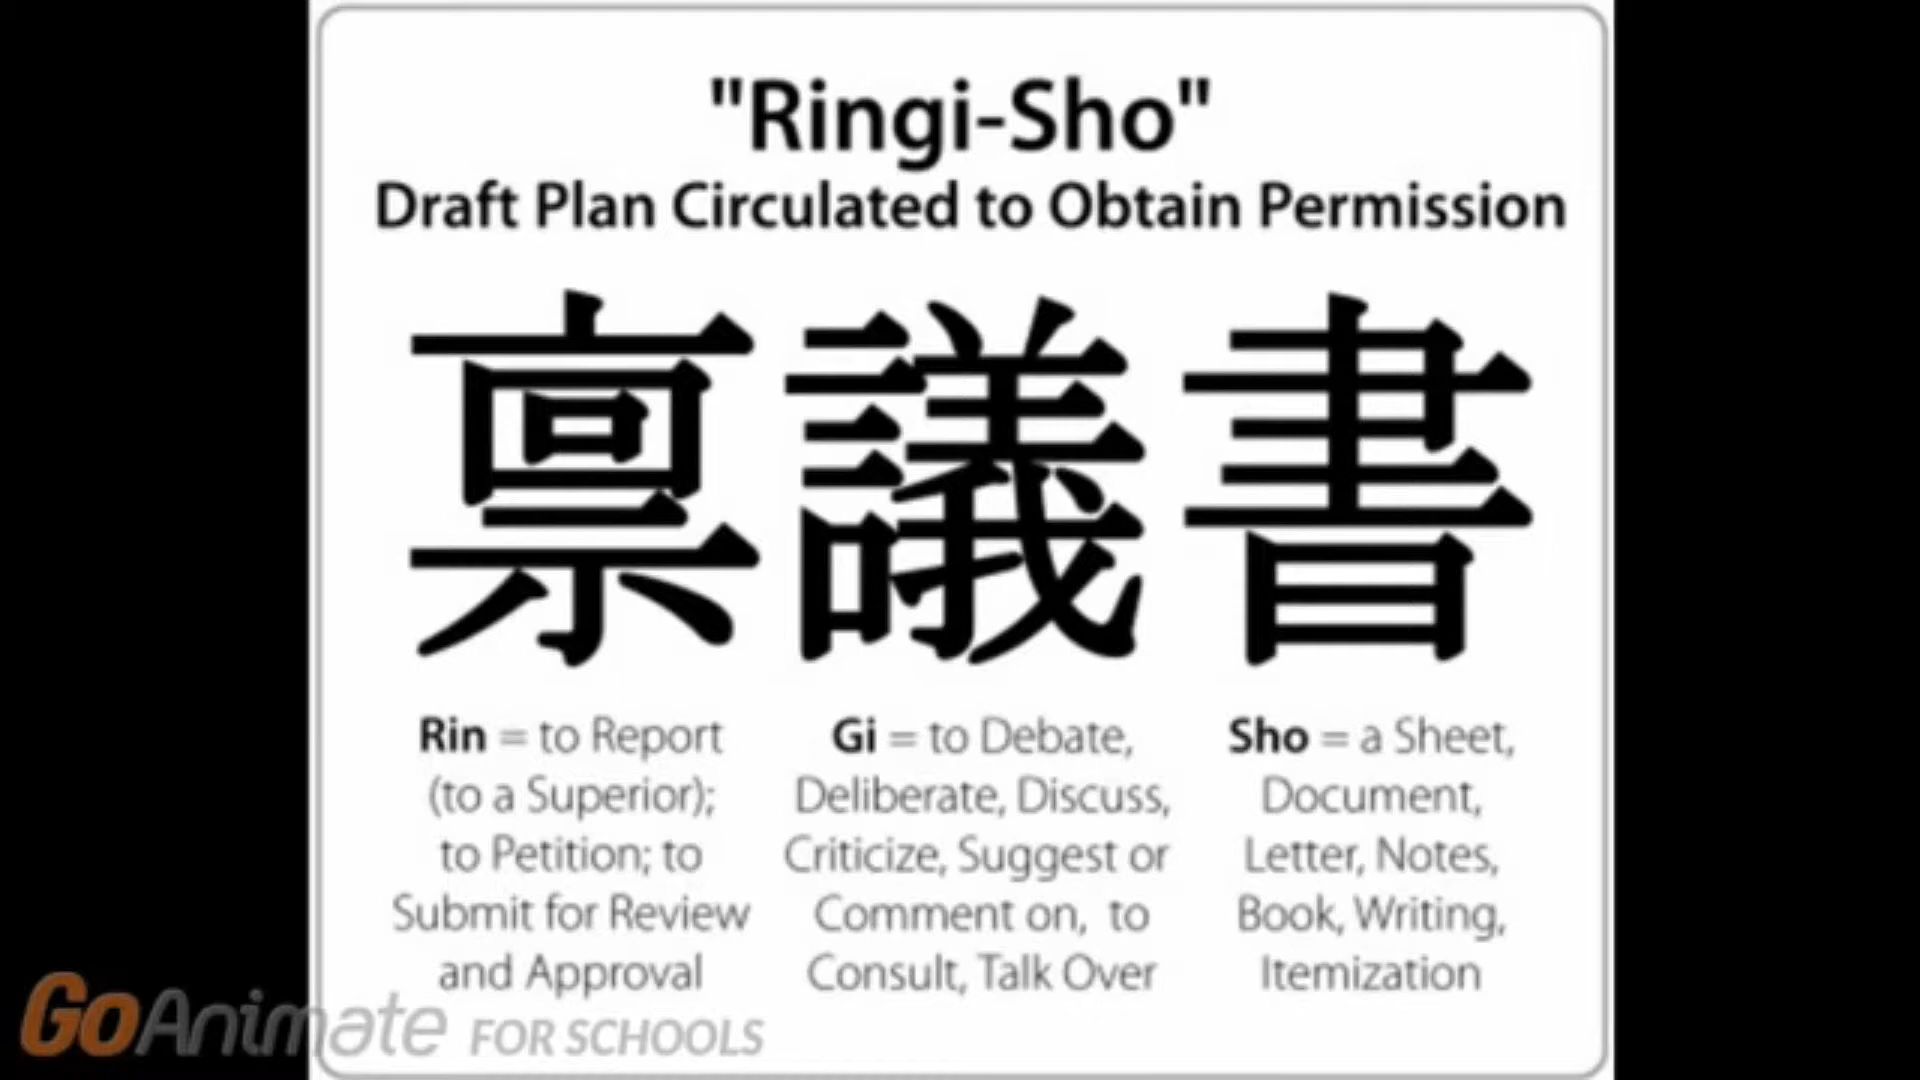 "Ringi-Sho"
Draft Plan Circulated to Obtain Permission
稟議書
Rin = to Report
(to a Superior);
to Petition; to
Submit for Review
and Approval
Gi = to Debate,
Deliberate, Discuss,
Criticize, Suggest or
Comment on, to
Consult, Talk Over
Sho = a Sheet,
Document,
Letter, Notes,
Book, Writing,
Itemization
GoAnimate FOR SCHOOLS